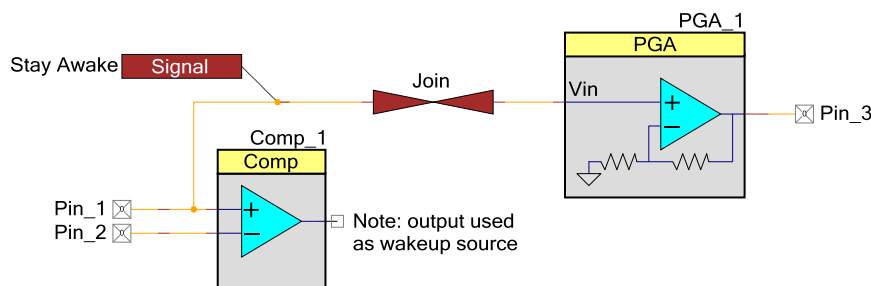 PGA_1
PGA
Stay Awake
Signal
Join
Vin
+
−
Pin_3
Comp_1
Comp
Pin_1
Pin_2
+
−
Note: output used
as wakeup source